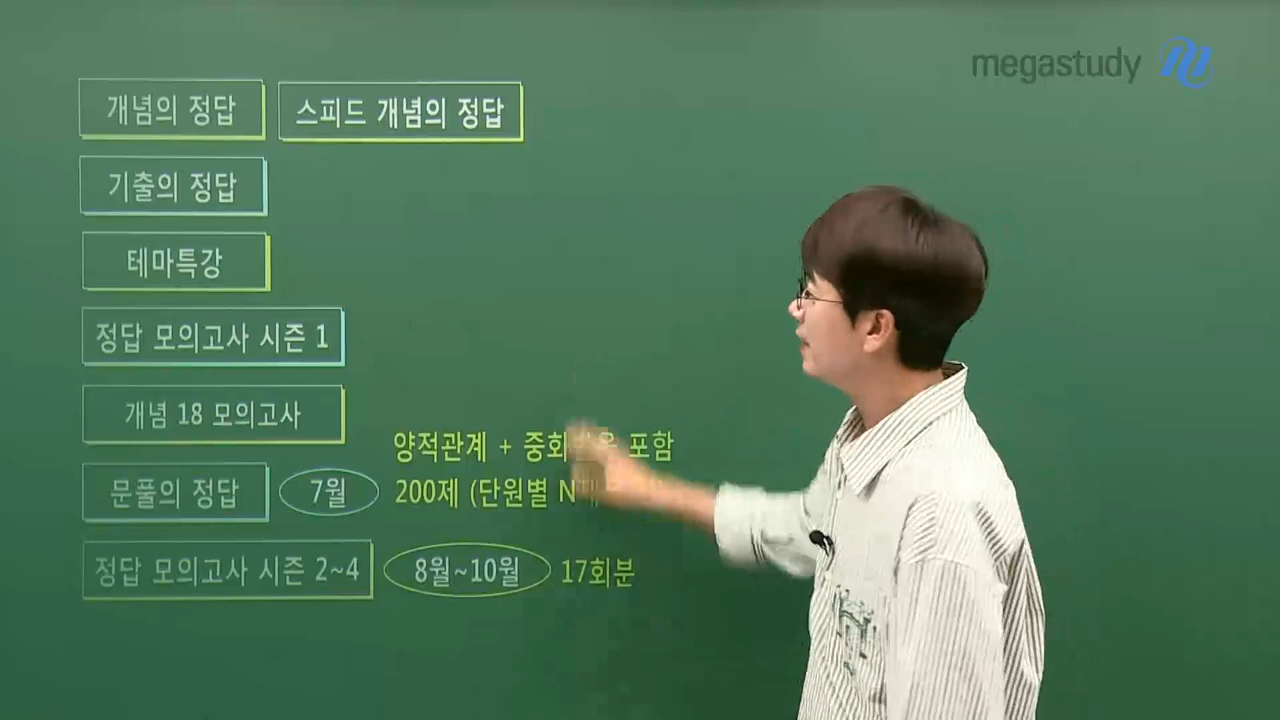 megastudy
개념의 정답 스피드 개념의 정답
기출의 정답
테마특강
정답 모의고사 시즌 1
개념 18 모의고사
양적관계 + 포함
문풀의 정답 7월 200제 (단원별
정답 모의고사 시즌 2~4 8월~10월 17회분